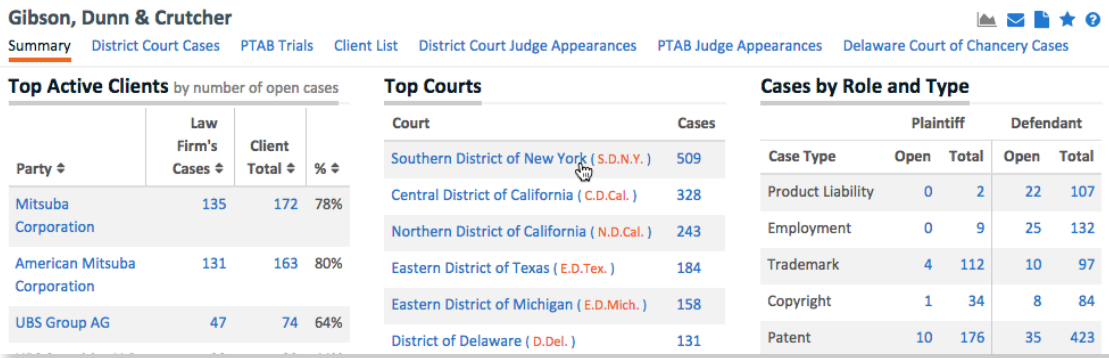 Gibson, Dunn & Crutcher
Summary District Court Cases PTAB Trials Client List District Court Judge Appearances PTAB Judge Appearances Delaware Court of Chancery Cases
Top Active Clients by number of open cases
Party Law Firm's Cases Client Total %
Mitsuba Corporation 135 172 78%
American Mitsuba Corporation 131 163 80%
UBS Group AG 47 74 64%
Top Courts
Court Cases
Southern District of New York ( S.D.N.Y. ) 509
Central District of California ( C.D.Cal. ) 328
Northern District of California ( N.D.Cal. ) 243
Eastern District of Texas ( E.D.Tex. ) 184
Eastern District of Michigan ( E.D.Mich. ) 158
District of Delaware ( D.Del. ) 131
Cases by Role and Type
Plaintiff Defendant
Case Type Open Total Open Total
Product Liability 0 2 22 107
Employment 0 9 25 132
Trademark 4 112 10 97
Copyright 1 34 8 84
Patent 10 176 35 423